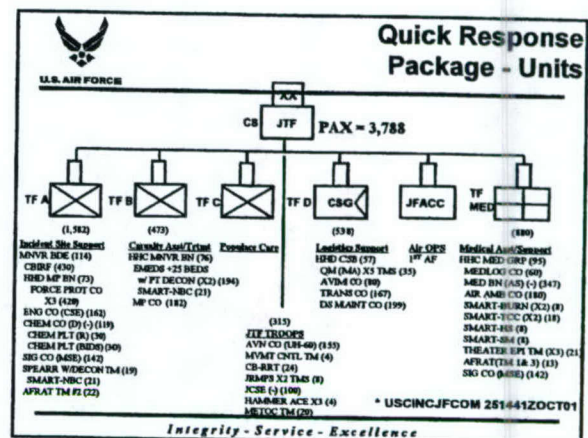 U.S. AIR FORCE
Quick Response
Package - Units
XX
CS JTF PAX = 3,788
TF A
TF B
TF C
TF D CSG
JFACC
TF
MED
(1,582)
Incident Site Support
MNVR BDE (114)
CBIRF (430)
HHD MP BN (73)
FORCE PROT CO
X3 (420)
ENG CO (CSE) (162)
CHEM CO (D) (-) (119)
CHEM PLT (R) (30)
CHEM PLT (BIDS) (30)
SIG CO (MSE) (142)
SPEARR W/DECON TM (19)
SMART-NBC (21)
AFRAT TM #2 (22)
(473)
Casualty Asst/Trtmt
HHC MNVR BN (76)
EMEDS +25 BEDS
w/ PT DECON (X2) (194)
SMART-NBC (21)
MP CO (182)
Populace Care
(315)
JTF TROOPS
AVN CO (UH-60) (155)
MVMT CNTL TM (4)
CB-RRT (24)
JRMPS X2 TMS (8)
JCSE (-) (100)
HAMMER ACE X3 (4)
METOC TM (20)
(538)
Logistics Support
HHD CSB (57)
QM (MA) X5 TMS (35)
AVIM CO (80)
TRANS CO (167)
DS MAINT CO (199)
Air OPS
1ST AF
(880)
Medical Asst/Support
HHC MED GRP (95)
MEDLOG CO (60)
MED BN (AS) (-) (347)
AIR AMB CO (180)
SMART-BURN (X2) (8)
SMART-TCC (X2) (18)
SMART-HS (8)
SMART-SM (8)
THEATER EPI TM (X3) (21)
AFRAT(TM 1& 3) (13)
SIG CO (MSE) (142)
* USCINCJFCOM 251441ZOCT01
Integrity - Service - Excellence